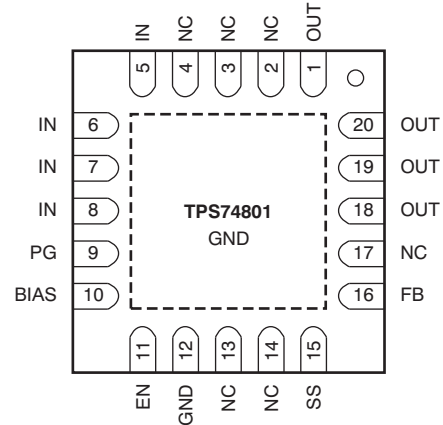 IN NC NC NC OUT
5 4 3 2 1
IN 6 20 OUT
IN 7 19 OUT
IN 8 TPS74801 18 OUT
GND
PG 9 17 NC
BIAS 10 16 FB
11 12 13 14 15
EN GND NC NC SS